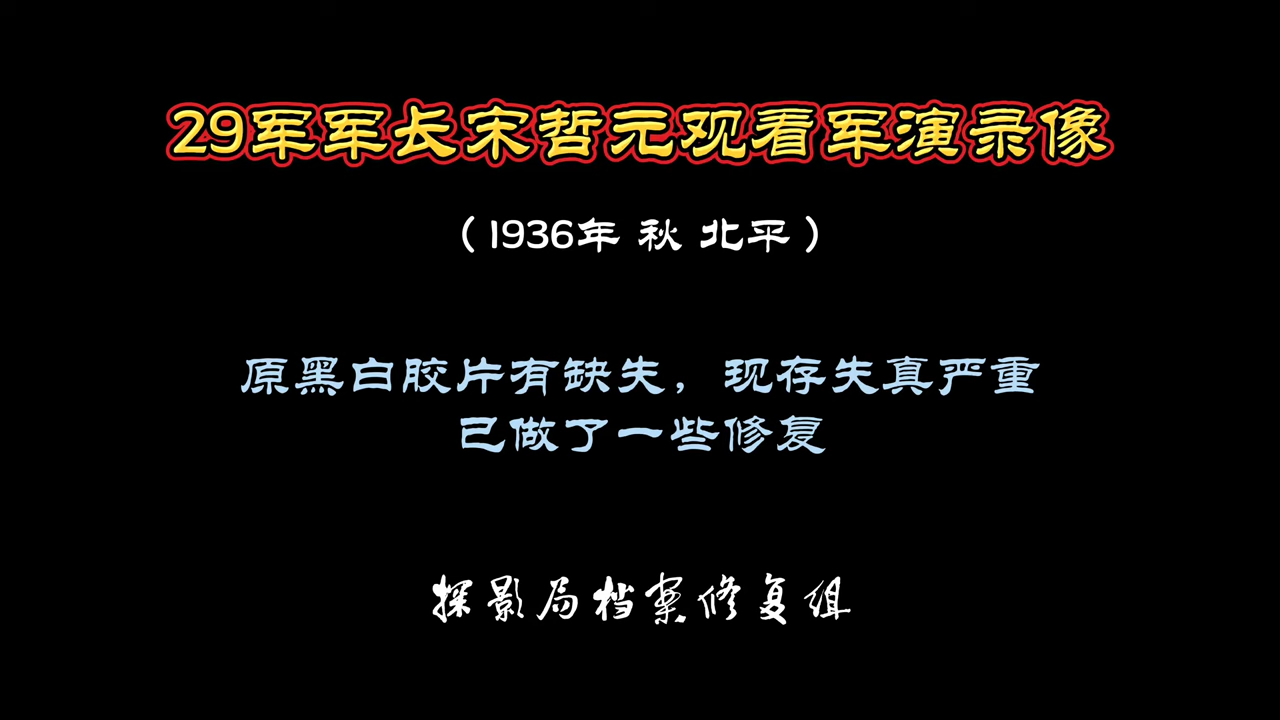 29军军长宋哲元观看军演录像
（1936年 秋 北平）
原黑白胶片有缺失，现存失真严重
已做了一些修复
探影局档案修复组